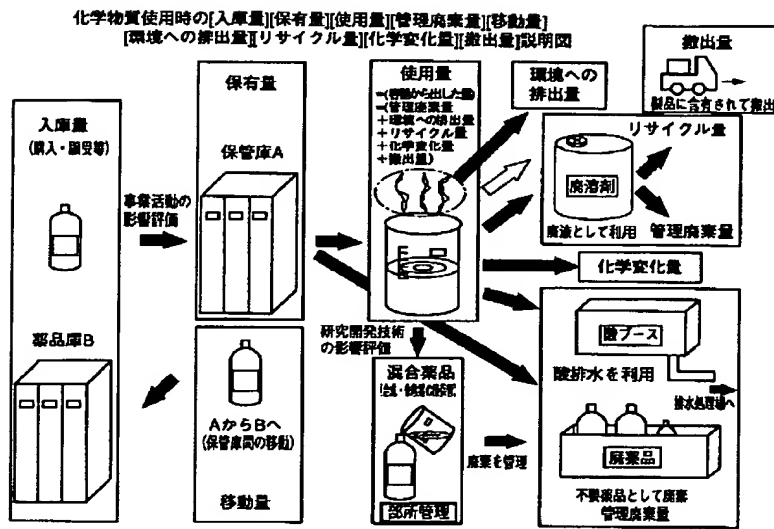 化学物質使用時の[入庫量][保有量][使用量][管理廃棄量][移動量]
[環境への排出量][リサイクル量][化学変化量][搬出量]説明図
入庫量
(購入・譲受等)
事業活動の
影響評価
薬品庫B
保有量
保管庫A
AからBへ
(保管庫間の移動)
移動量
使用量
=(容器から出した量)
=(管理廃棄量
+環境への排出量
+リサイクル量
+化学変化量
+搬出量)
研究開発技術
の影響評価
混合薬品
部所管理
廃棄を管理
環境への
排出量
搬出量
製品に含有されて搬出
リサイクル量
廃溶剤
廃液として利用
管理廃棄量
化学変化量
酸ブース
酸排水を利用
排水処理場へ
廃薬品
不要薬品として廃棄
管理廃棄量